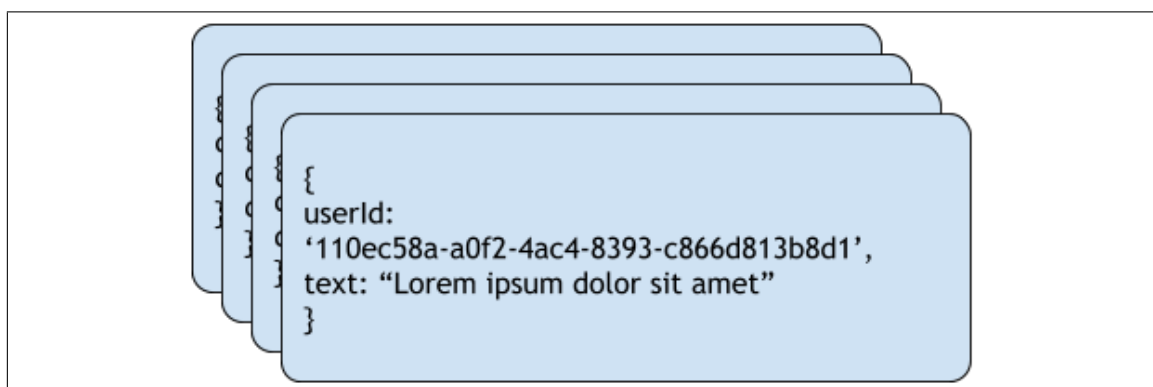 {
userId:
‘110ec58a-a0f2-4ac4-8393-c866d813b8d1’,
text: “Lorem ipsum dolor sit amet”
}